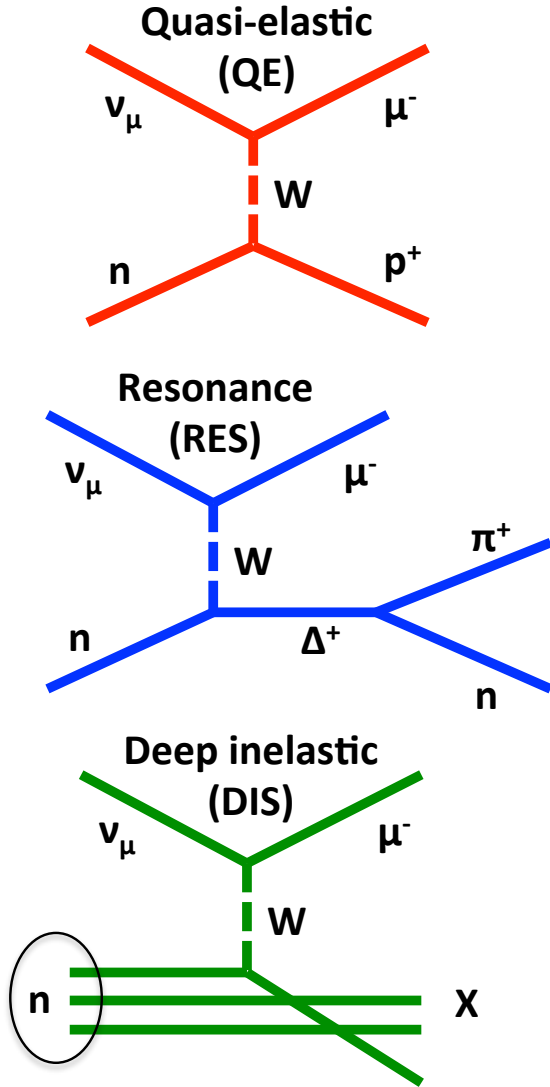 Quasi-elastic
(QE)
νμ
μ-
W
n
p+
Resonance
(RES)
νμ
μ-
W
π+
n
Δ+
n
Deep inelastic
(DIS)
νμ
μ-
W
n
X